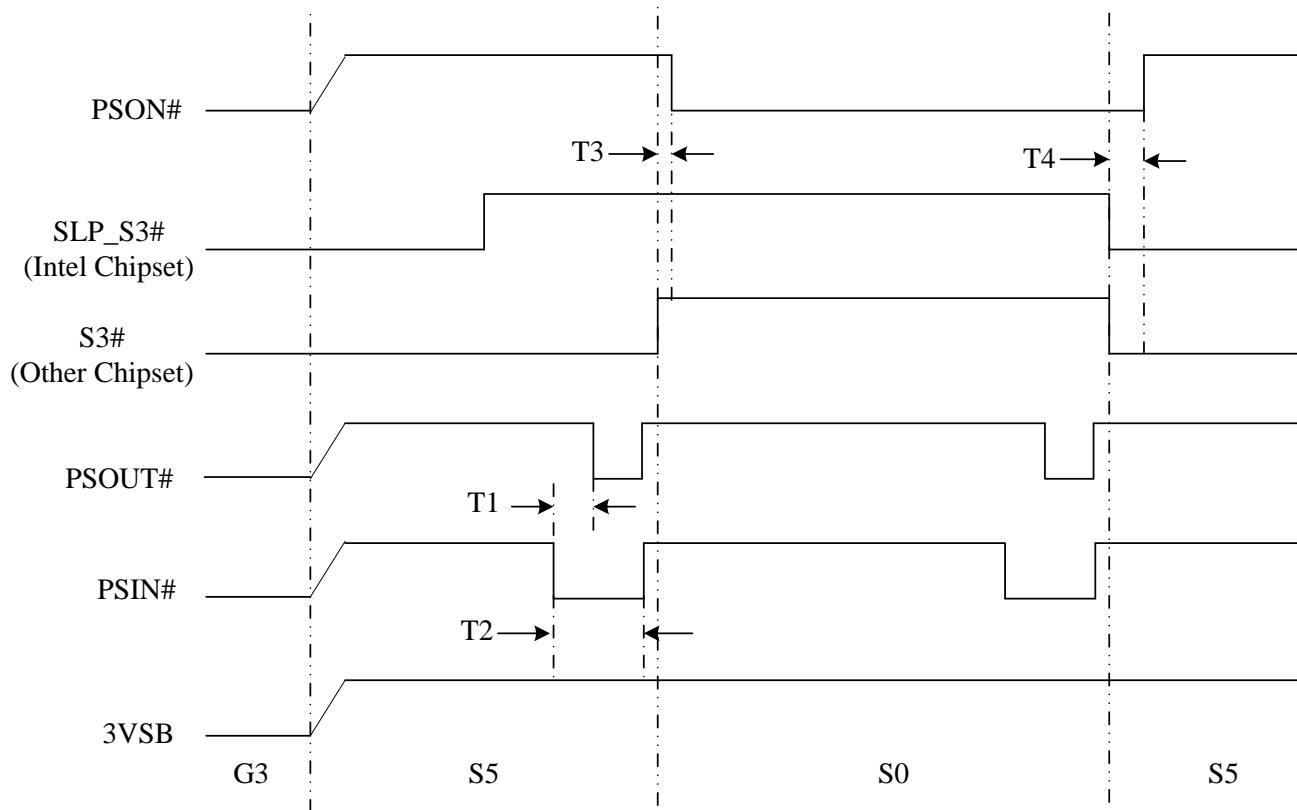 PSON#
T3
T4
SLP_S3#
(Intel Chipset)
S3#
(Other Chipset)
PSOUT#
T1
PSIN#
T2
3VSB
G3 S5 S0 S5